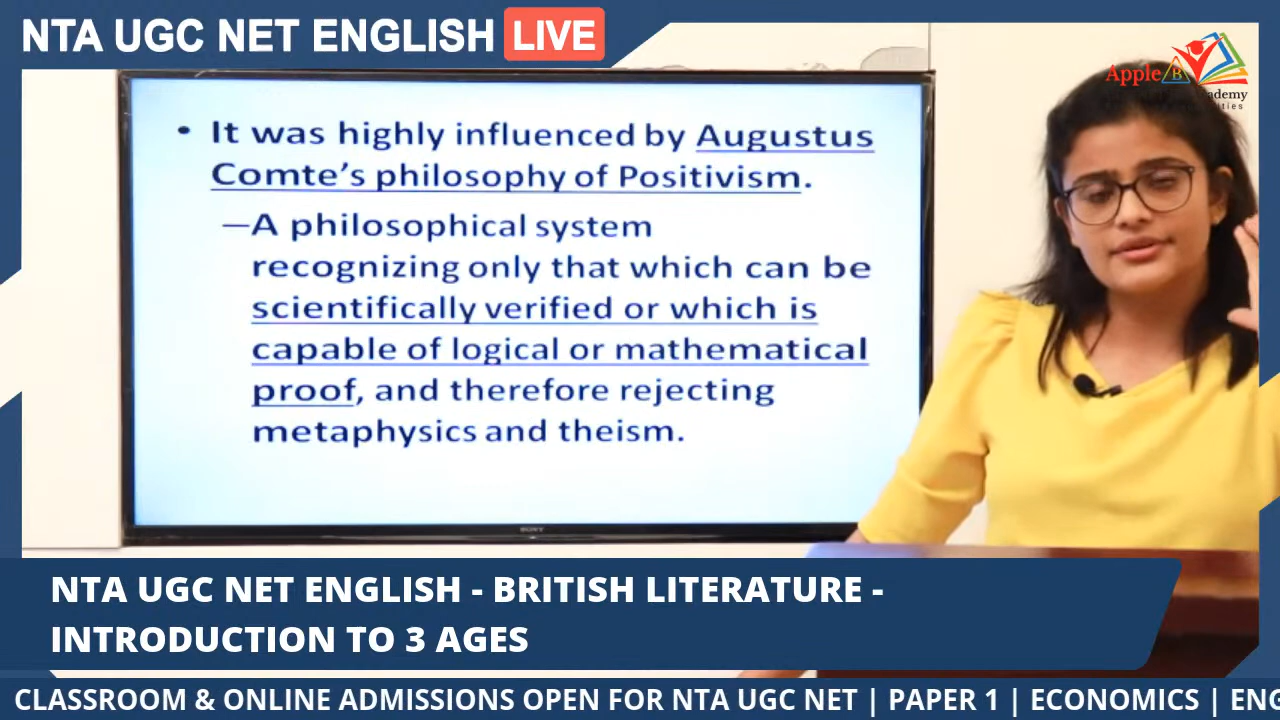 NTA UGC NET ENGLISH LIVE
Apple B
• It was highly influenced by Augustus
Comte's philosophy of Positivism.
—A philosophical system
recognizing only that which can be
scientifically verified or which is
capable of logical or mathematical
proof, and therefore rejecting
metaphysics and theism.
SONY
NTA UGC NET ENGLISH - BRITISH LITERATURE -
INTRODUCTION TO 3 AGES
CLASSROOM & ONLINE ADMISSIONS OPEN FOR NTA UGC NET | PAPER 1 | ECONOMICS |